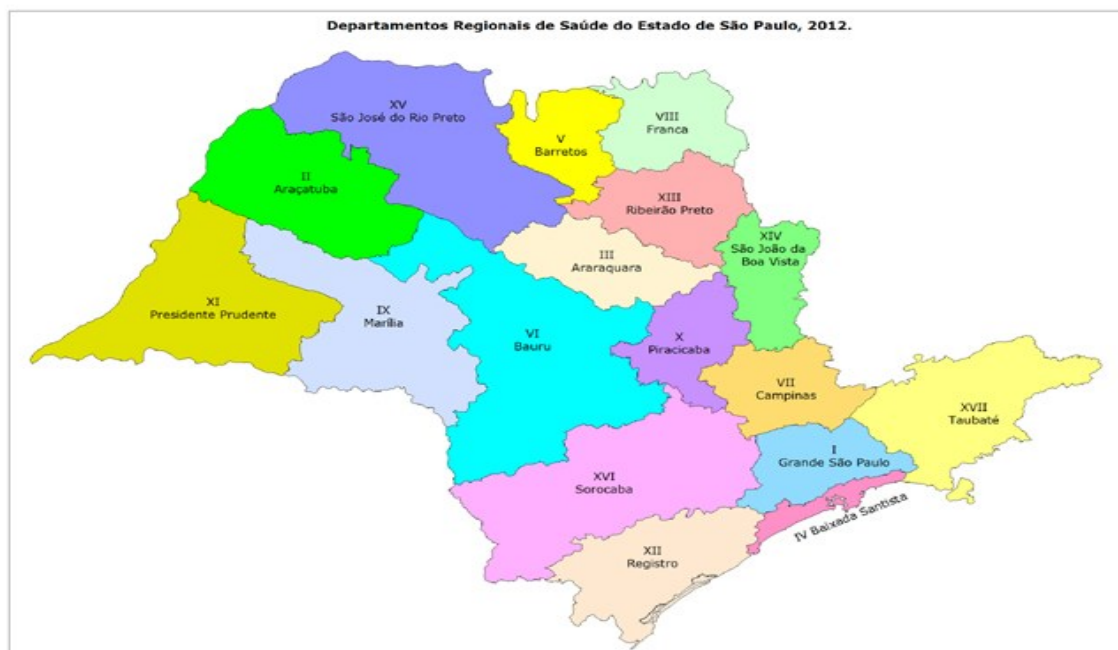 Departamentos Regionais de Saúde do Estado de São Paulo, 2012.
XV
São José do Rio Preto
VIII
Franca
V
Barretos
II
Araçatuba
XIII
Ribeirão Preto
XIV
São João da
Boa Vista
III
Araraquara
XI
Presidente Prudente
IX
Marília
VI
Bauru
X
Piracicaba
VII
Campinas
XVII
Taubaté
I
Grande São Paulo
XVI
Sorocaba
IV Baixada Santista
XII
Registro